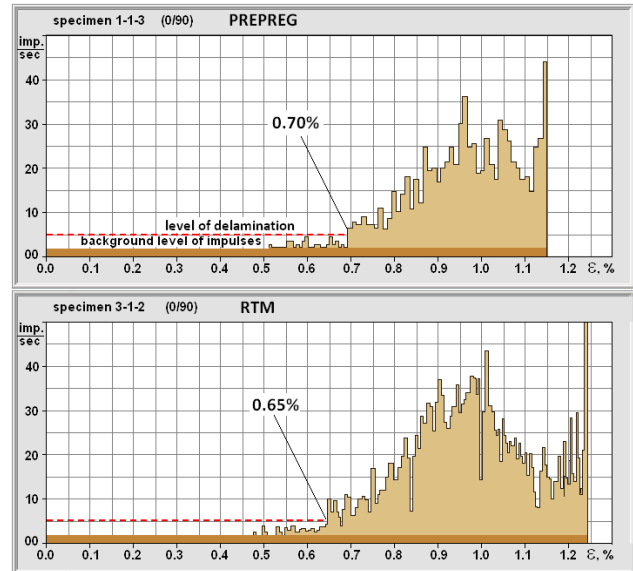 specimen 1-1-3 (0/90) PREPREG
imp.
sec
40
30
20
10
00
0.70%
level of delamination
background level of impulses
0.0 0.1 0.2 0.3 0.4 0.5 0.6 0.7 0.8 0.9 1.0 1.1 1.2 ε, %
specimen 3-1-2 (0/90) RTM
imp.
sec
40
30
20
10
00
0.65%
0.0 0.1 0.2 0.3 0.4 0.5 0.6 0.7 0.8 0.9 1.0 1.1 1.2 ε, %